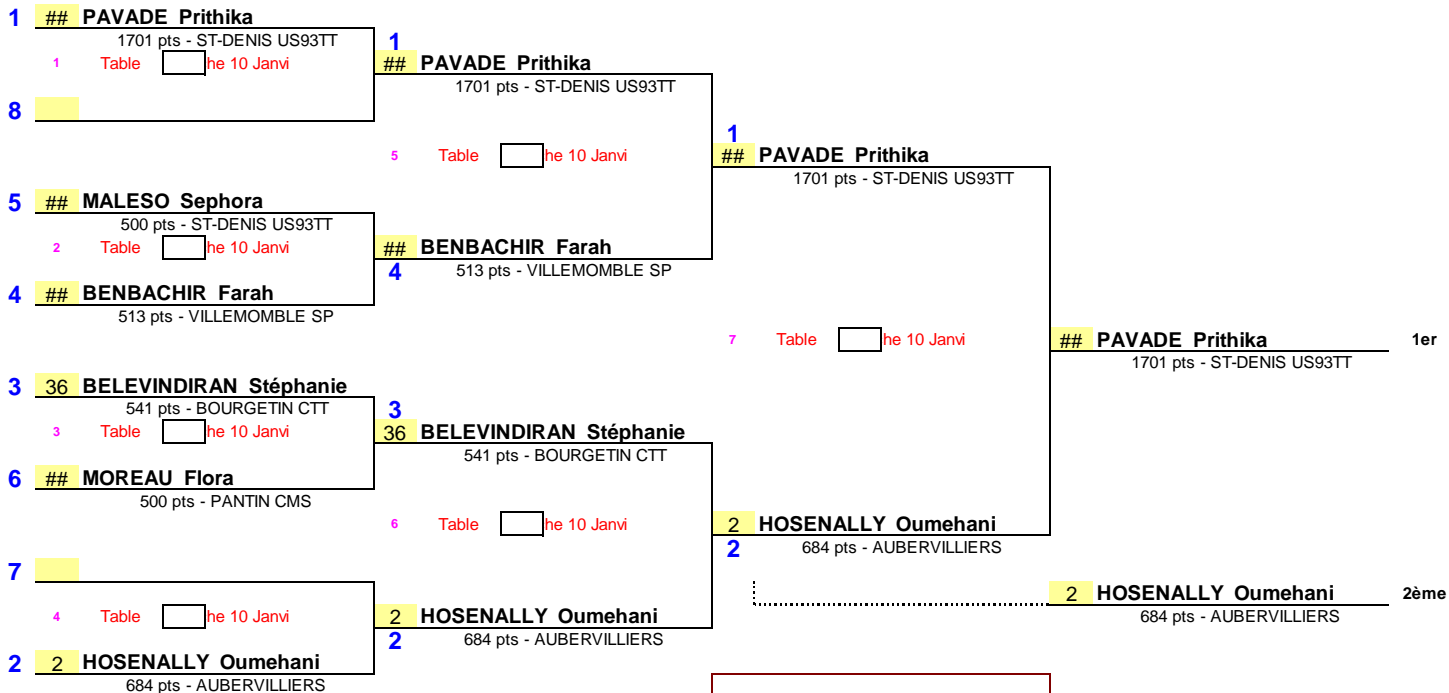 1 ## PAVADE Prithika
1701 pts - ST-DENIS US93TT
1 Table he 10 Janvi
8
5 ## MALESO Sephora
500 pts - ST-DENIS US93TT
2 Table he 10 Janvi
4 ## BENBACHIR Farah
513 pts - VILLEMOMBLE SP
3 36 BELEVINDIRAN Stéphanie
541 pts - BOURGETIN CTT
3 Table he 10 Janvi
6 ## MOREAU Flora
500 pts - PANTIN CMS
7
4 Table he 10 Janvi
2 2 HOSENALLY Oumehani
684 pts - AUBERVILLIERS
1
## PAVADE Prithika
1701 pts - ST-DENIS US93TT
5 Table he 10 Janvi
## BENBACHIR Farah
4 513 pts - VILLEMOMBLE SP
3
36 BELEVINDIRAN Stéphanie
541 pts - BOURGETIN CTT
6 Table he 10 Janvi
2 HOSENALLY Oumehani
2 684 pts - AUBERVILLIERS
1
## PAVADE Prithika
1701 pts - ST-DENIS US93TT
7 Table he 10 Janvi
2 HOSENALLY Oumehani
2 684 pts - AUBERVILLIERS
## PAVADE Prithika 1er
1701 pts - ST-DENIS US93TT
2 HOSENALLY Oumehani 2ème
684 pts - AUBERVILLIERS